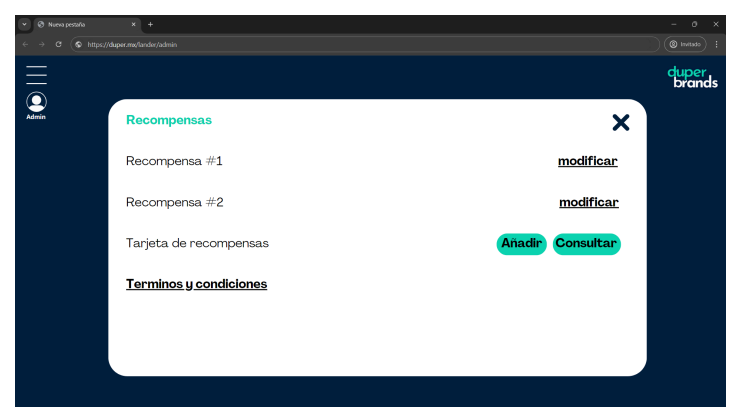 Nueva pestaña
https://duper.mx/lander/admin
Invitado
duper
brands
Admin
Recompensas
Recompensa #1
modificar
Recompensa #2
modificar
Tarjeta de recompensas
Añadir
Consultar
Terminos y condiciones